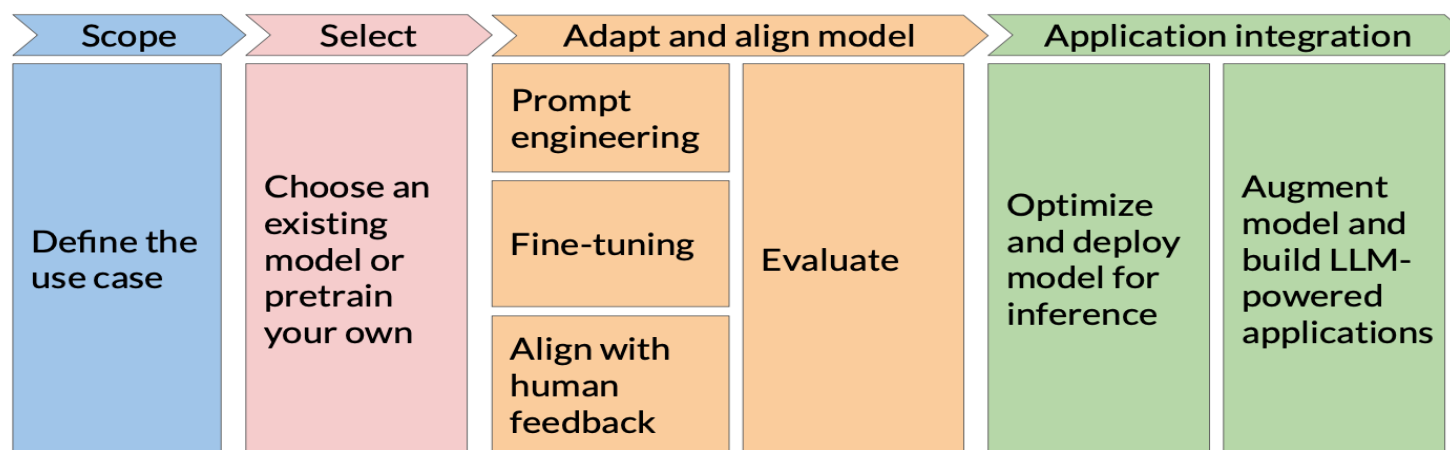 Scope
Select
Adapt and align model
Application integration
Define the
use case
Choose an
existing
model or
pretrain
your own
Prompt
engineering
Fine-tuning
Align with
human
feedback
Evaluate
Optimize
and deploy
model for
inference
Augment
model and
build LLM-
powered
applications